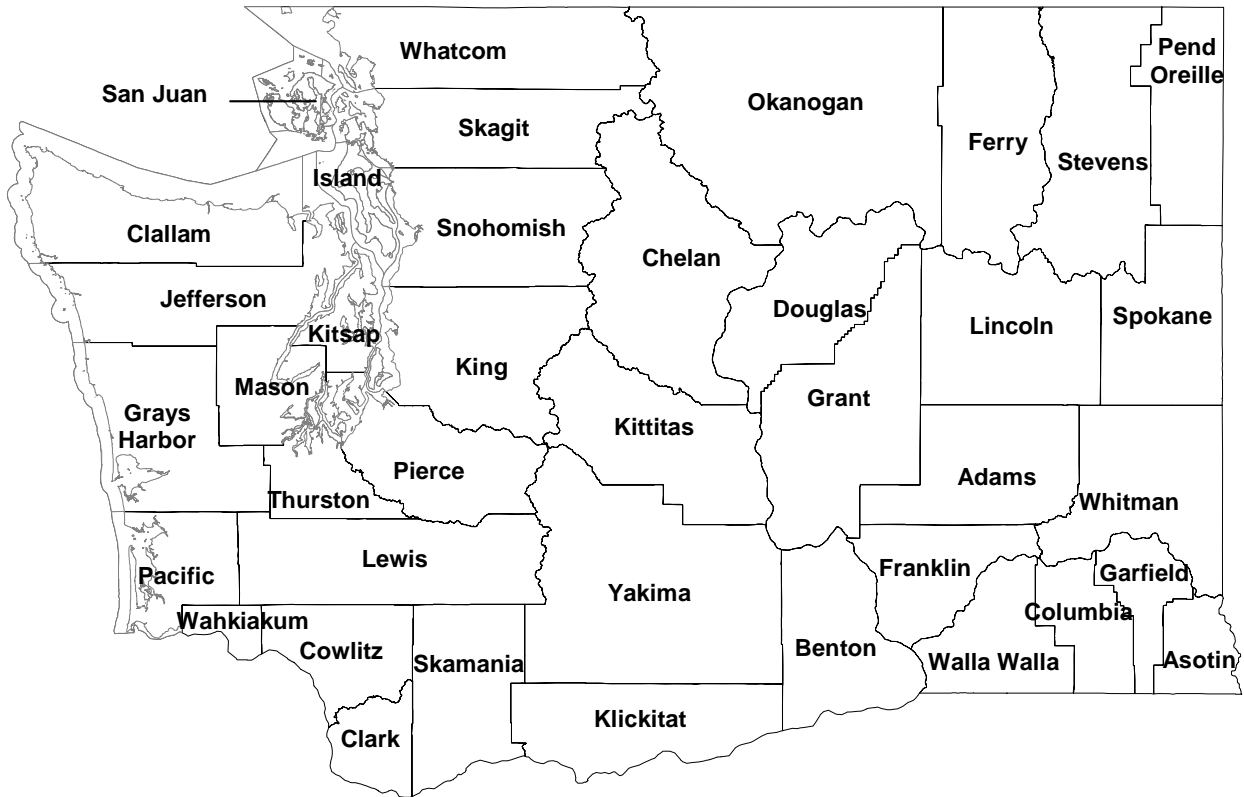 Whatcom
Pend
Oreille
San Juan
Okanogan
Skagit
Ferry
Stevens
Island
Snohomish
Clallam
Chelan
Jefferson
Douglas
Lincoln
Spokane
Kitsap
King
Mason
Grant
Grays
Harbor
Kittitas
Pierce
Adams
Thurston
Whitman
Lewis
Franklin
Garfield
Pacific
Yakima
Columbia
Wahkiakum
Cowlitz
Benton
Skamania
Walla Walla
Asotin
Klickitat
Clark